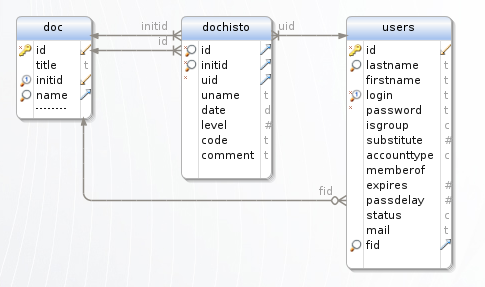 doc
id
title t
initid
name
--------
initid
id
dochisto
id
initid
uid
uname t
date d
level #
code t
comment t
uid
users
id
lastname t
firstname t
login t
password t
isgroup c
substitute #
accounttype c
memberof
expires #
passdelay #
status c
mail t
fid
fid